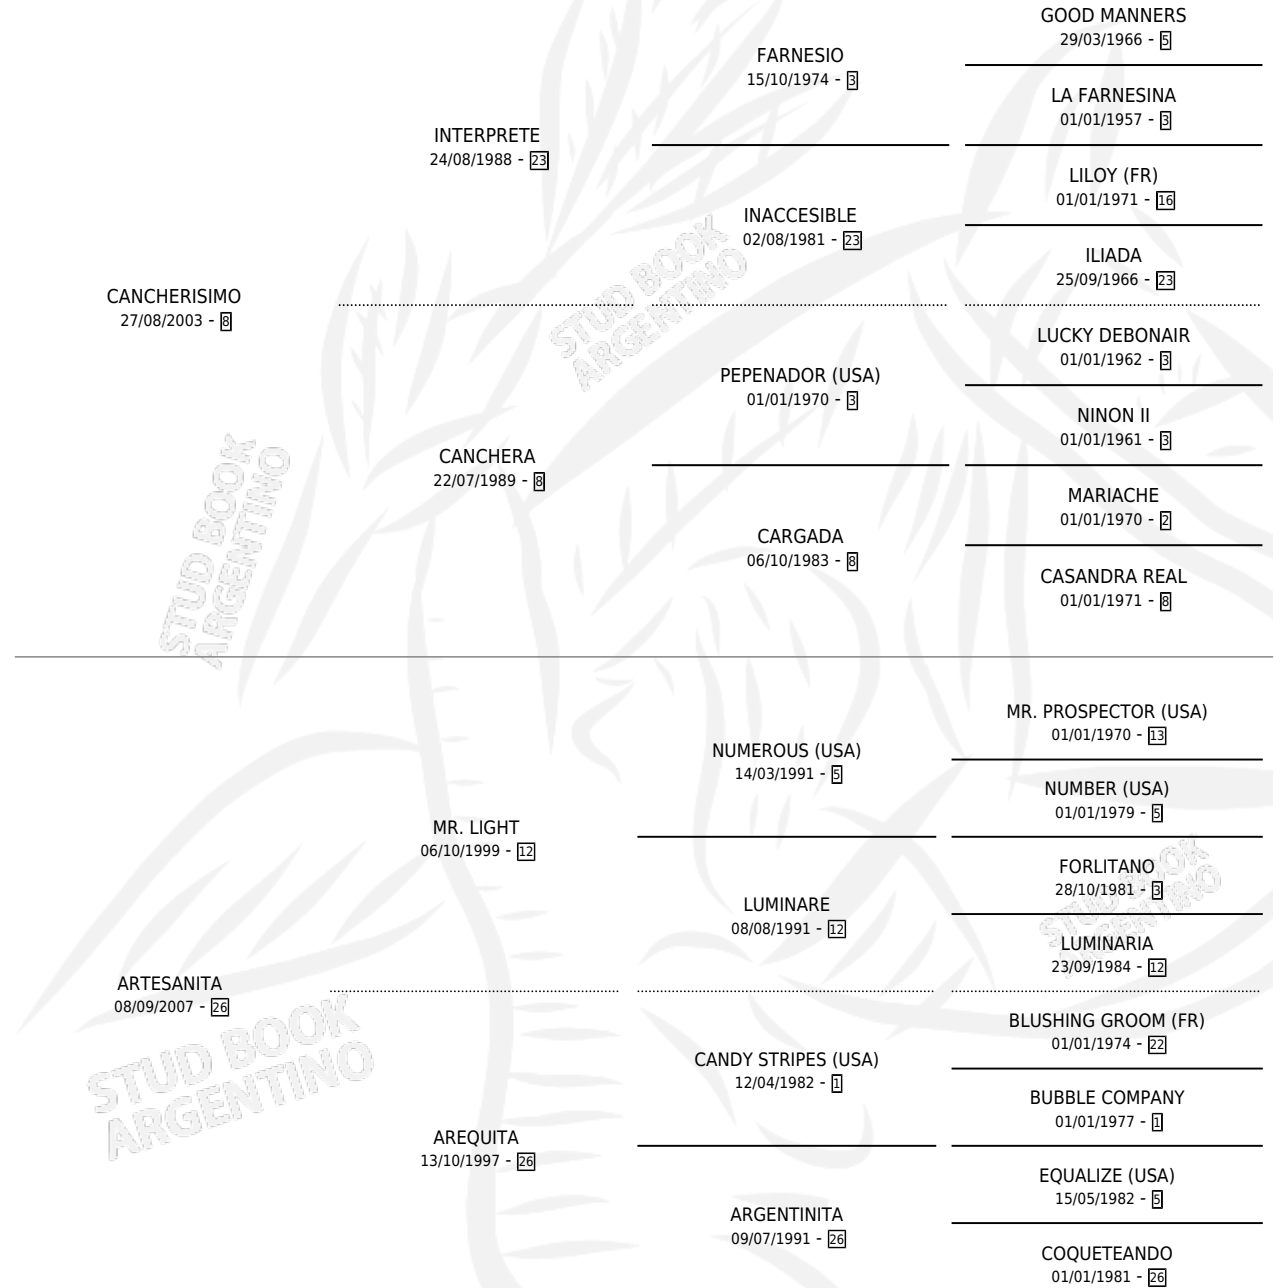 GOOD MANNERS
29/03/1966 - 5
FARNESIO
15/10/1974 - 3
LA FARNESINA
01/01/1957 - 3
INTERPRETE
24/08/1988 - 23
LILOY (FR)
01/01/1971 - 16
INACCESIBLE
02/08/1981 - 23
ILIADA
25/09/1966 - 23
CANCHERISIMO
27/08/2003 - 8
STUD BOOK
ARGENTINO
LUCKY DEBONAIR
01/01/1962 - 3
PEPENADOR (USA)
01/01/1970 - 3
NINON II
01/01/1961 - 3
CANCHERA
22/07/1989 - 8
MARIACHE
01/01/1970 - 2
CARGADA
06/10/1983 - 8
CASANDRA REAL
01/01/1971 - 8
STUD BOOK
ARGENTINO
MR. PROSPECTOR (USA)
01/01/1970 - 13
NUMEROUS (USA)
14/03/1991 - 5
NUMBER (USA)
01/01/1979 - 5
MR. LIGHT
06/10/1999 - 12
FORLITANO
28/10/1981 - 3
LUMINARE
08/08/1991 - 12
STUD BOOK
ARGENTINO
LUMINARIA
23/09/1984 - 12
ARTESANITA
08/09/2007 - 26
BLUSHING GROOM (FR)
01/01/1974 - 22
CANDY STRIPES (USA)
12/04/1982 - 1
STUD BOOK
ARGENTINO
BUBBLE COMPANY
01/01/1977 - 1
AREQUITA
13/10/1997 - 26
EQUALIZE (USA)
15/05/1982 - 5
ARGENTINITA
09/07/1991 - 26
COQUETEANDO
01/01/1981 - 26